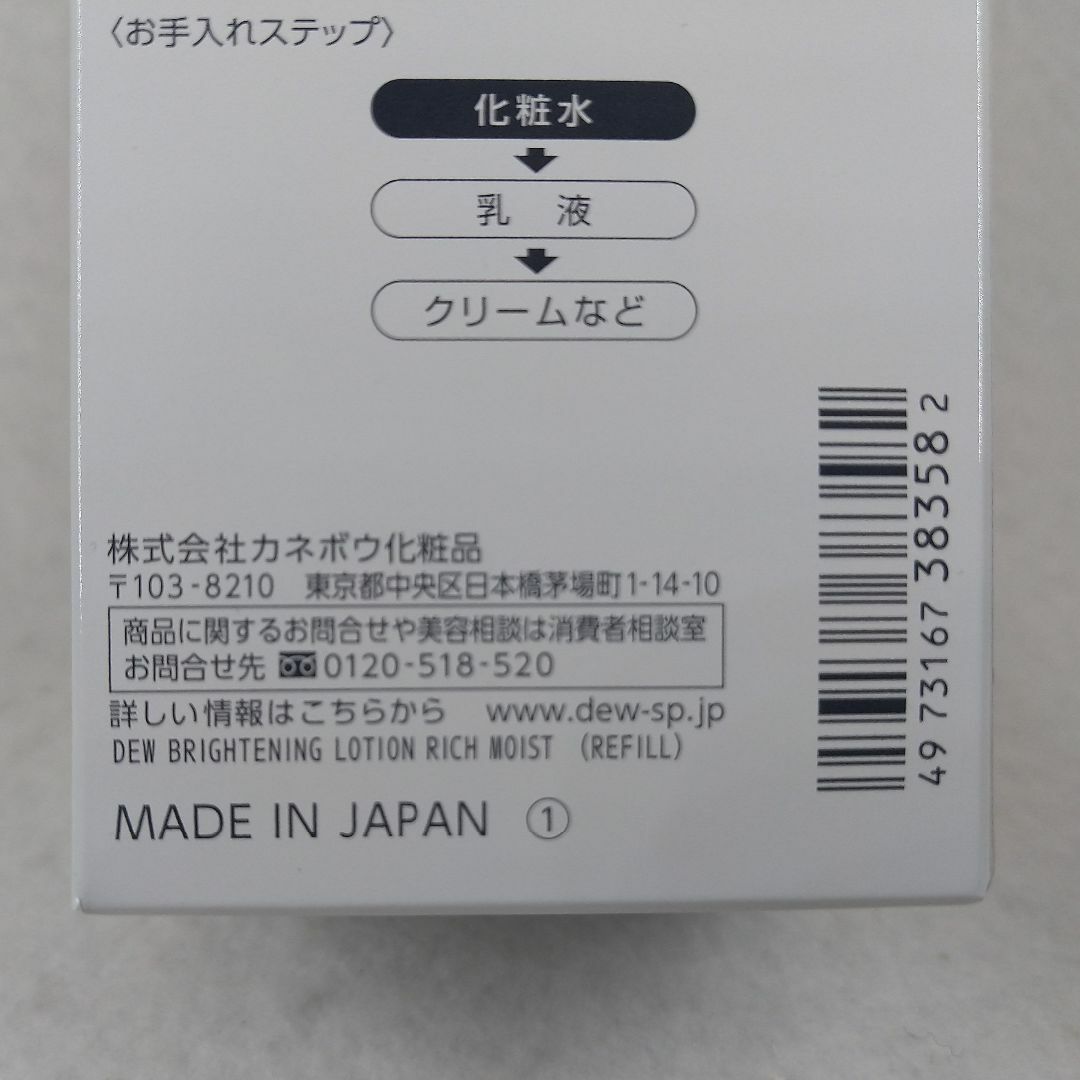 〈お手入れステップ〉
化粧水
乳　液
クリームなど
株式会社カネボウ化粧品
〒103-8210　東京都中央区日本橋茅場町1-14-10
商品に関するお問合せや美容相談は消費者相談室
お問合せ先 0120-518-520
詳しい情報はこちらから　www.dew-sp.jp
DEW BRIGHTENING LOTION RICH MOIST （REFILL）
MADE IN JAPAN ①
4973167383582